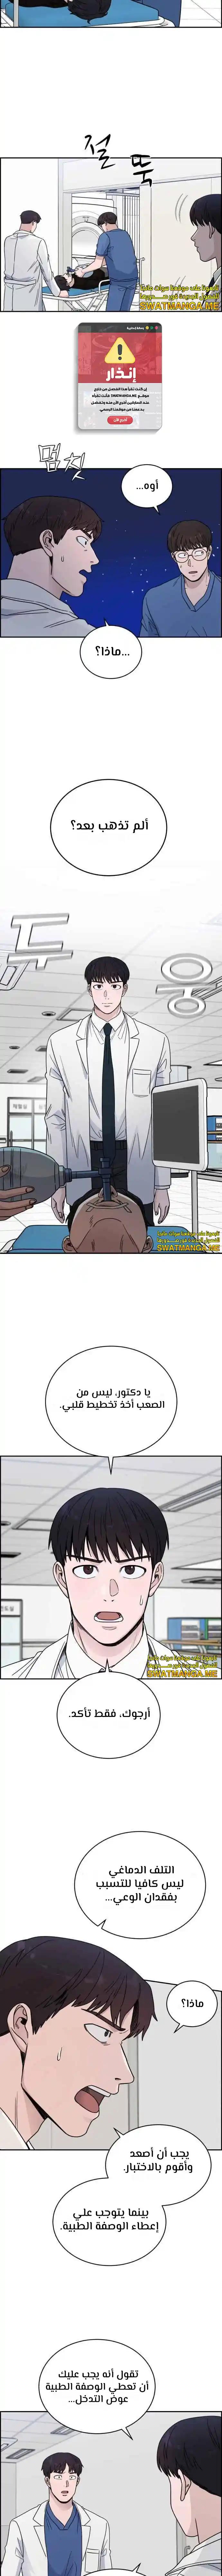 절
뚝
SWATMANGA.ME
إنذار
멈칫
أوه...
...ماذا؟
ألم تذهب بعد؟
두
웅
SWATMANGA.ME
يا دكتور، ليس من
الصعب أخذ تخطيط قلبي.
SWATMANGA.ME
أرجوك، فقط تأكد.
التلف الدماغي
ليس كافيا للتسبب
بفقدان الوعي...
ماذا؟
يجب أن أصعد
وأقوم بالاختبار.
بينما يتوجب علي
إعطاء الوصفة الطبية.
تقول أنه يجب عليك
أن تعطي الوصفة الطبية
عوض التدخل...